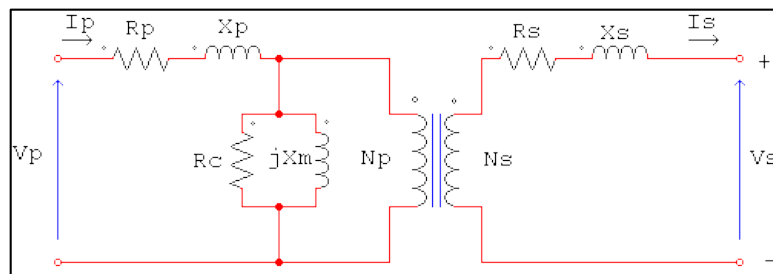 Ip Rp Xp Rs Xs Is
+
Vp Rc jXm Np Ns Vs
-